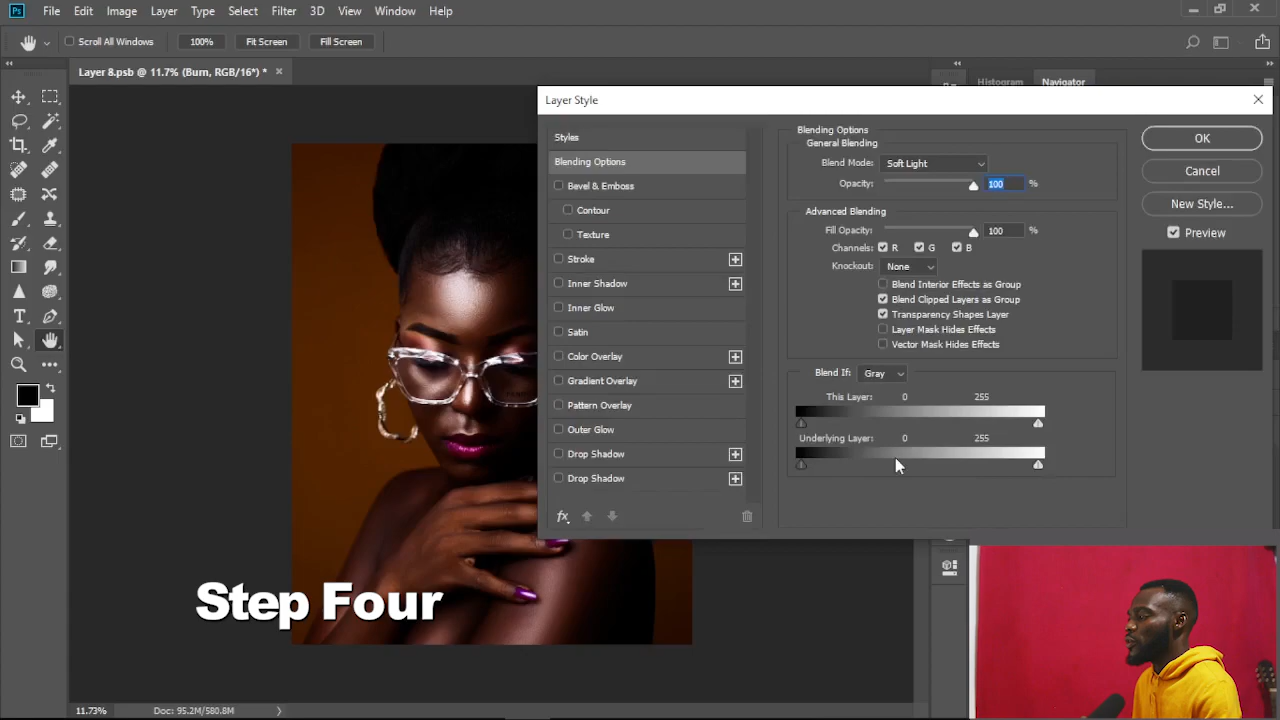 Ps File Edit Image Layer Type Select Filter 3D View Window Help
Scroll All Windows 100% Fit Screen Fill Screen
Layer 8.psb @ 11.7% (Burn, RGB/16*) *
Histogram Navigator
Layer Style
Styles
Blending Options
Bevel & Emboss
Contour
Texture
Stroke
Inner Shadow
Inner Glow
Satin
Color Overlay
Gradient Overlay
Pattern Overlay
Outer Glow
Drop Shadow
Drop Shadow
fx
Blending Options
General Blending
Blend Mode: Soft Light
Opacity: 100 %
Advanced Blending
Fill Opacity: 100 %
Channels: R G B
Knockout: None
Blend Interior Effects as Group
Blend Clipped Layers as Group
Transparency Shapes Layer
Layer Mask Hides Effects
Vector Mask Hides Effects
Blend If: Gray
This Layer: 0 255
Underlying Layer: 0 255
OK
Cancel
New Style...
Preview
Step Four
11.73% Doc: 95.2M/580.8M